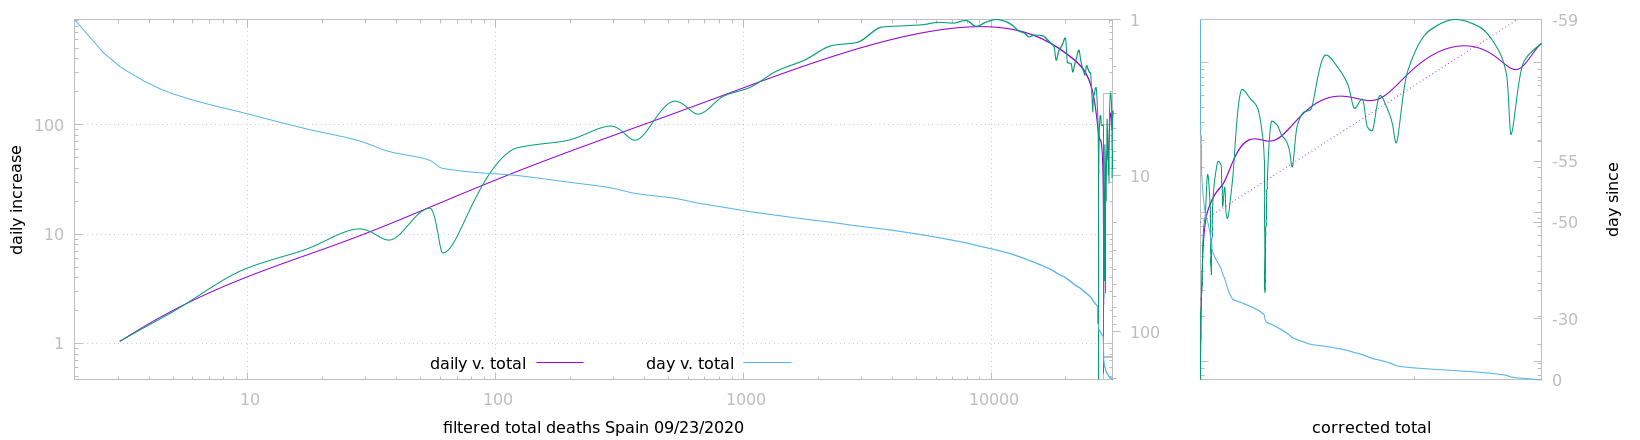 daily increase
100
10
1
daily v. total
day v. total
10
100
1000
10000
filtered total deaths Spain 09/23/2020
1
10
100
-59
-55
-50
-30
0
day since
corrected total